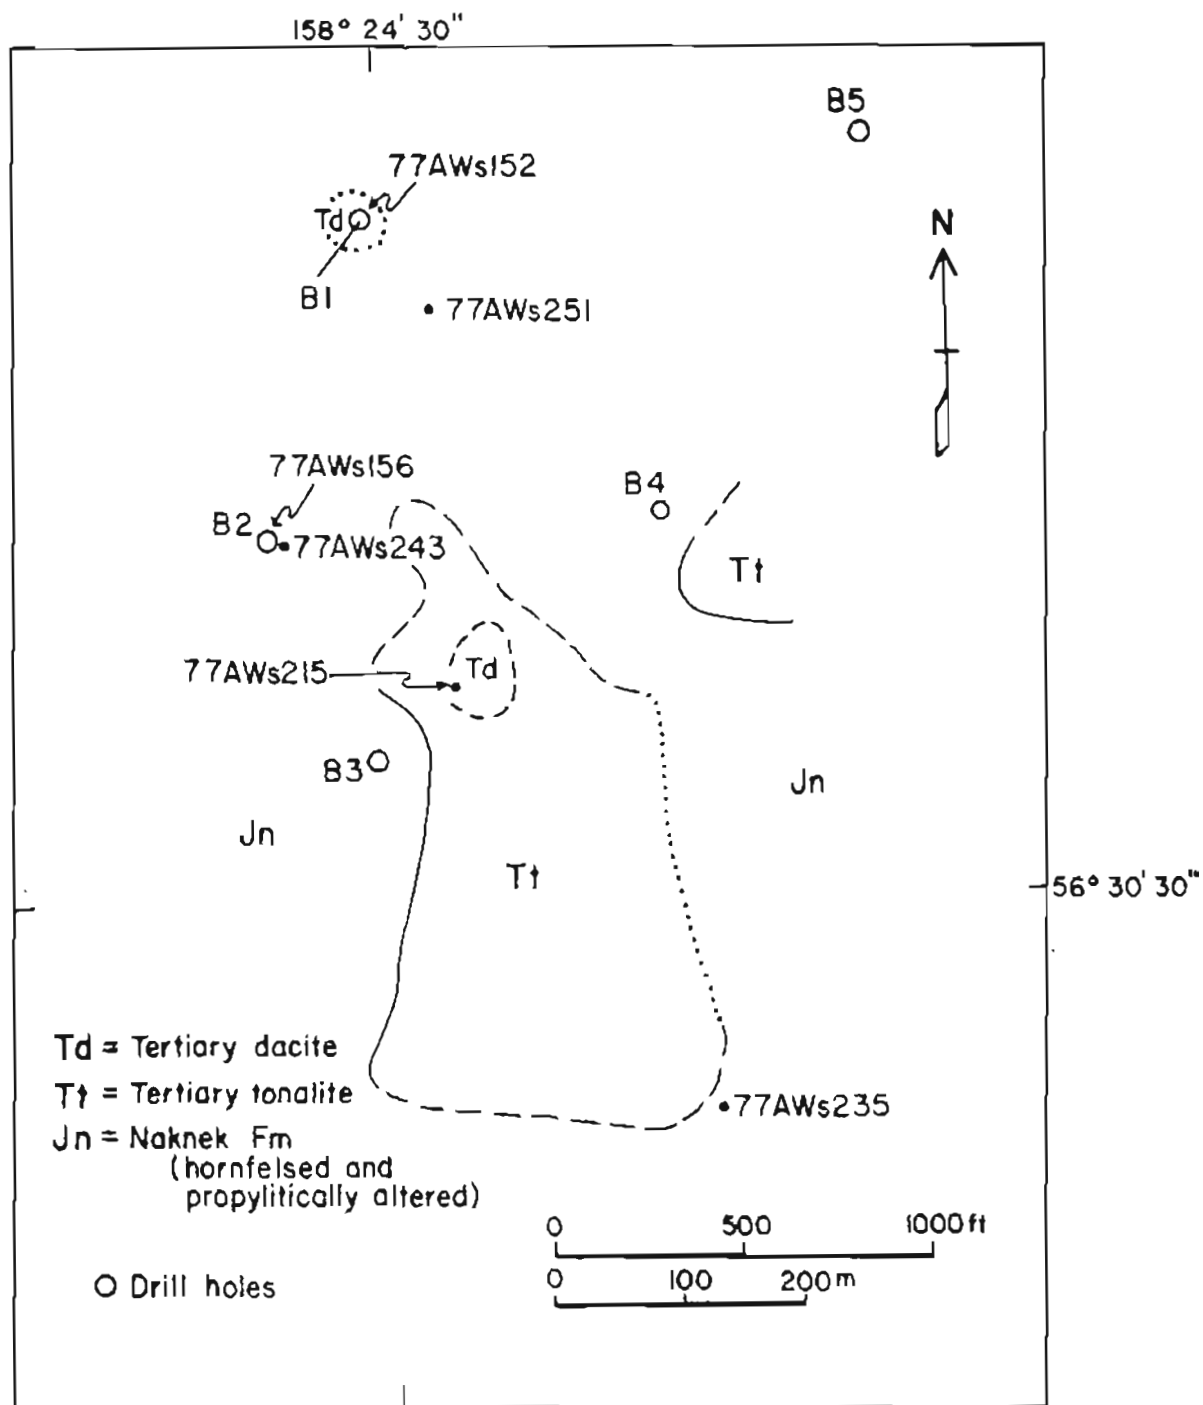 158° 24' 30"
B5
77AWs152
Td
N
B1
77AWs251
77AWs156
B4
B2
77AWs243
Tt
77AWs215
Td
B3
Jn
Jn
Tt
56° 30' 30"
Td = Tertiary dacite
Tt = Tertiary tonalite
77AWs235
Jn = Naknek Fm
(hornfelsed and
propylitically altered)
0 500 1000 ft
0 100 200 m
O Drill holes